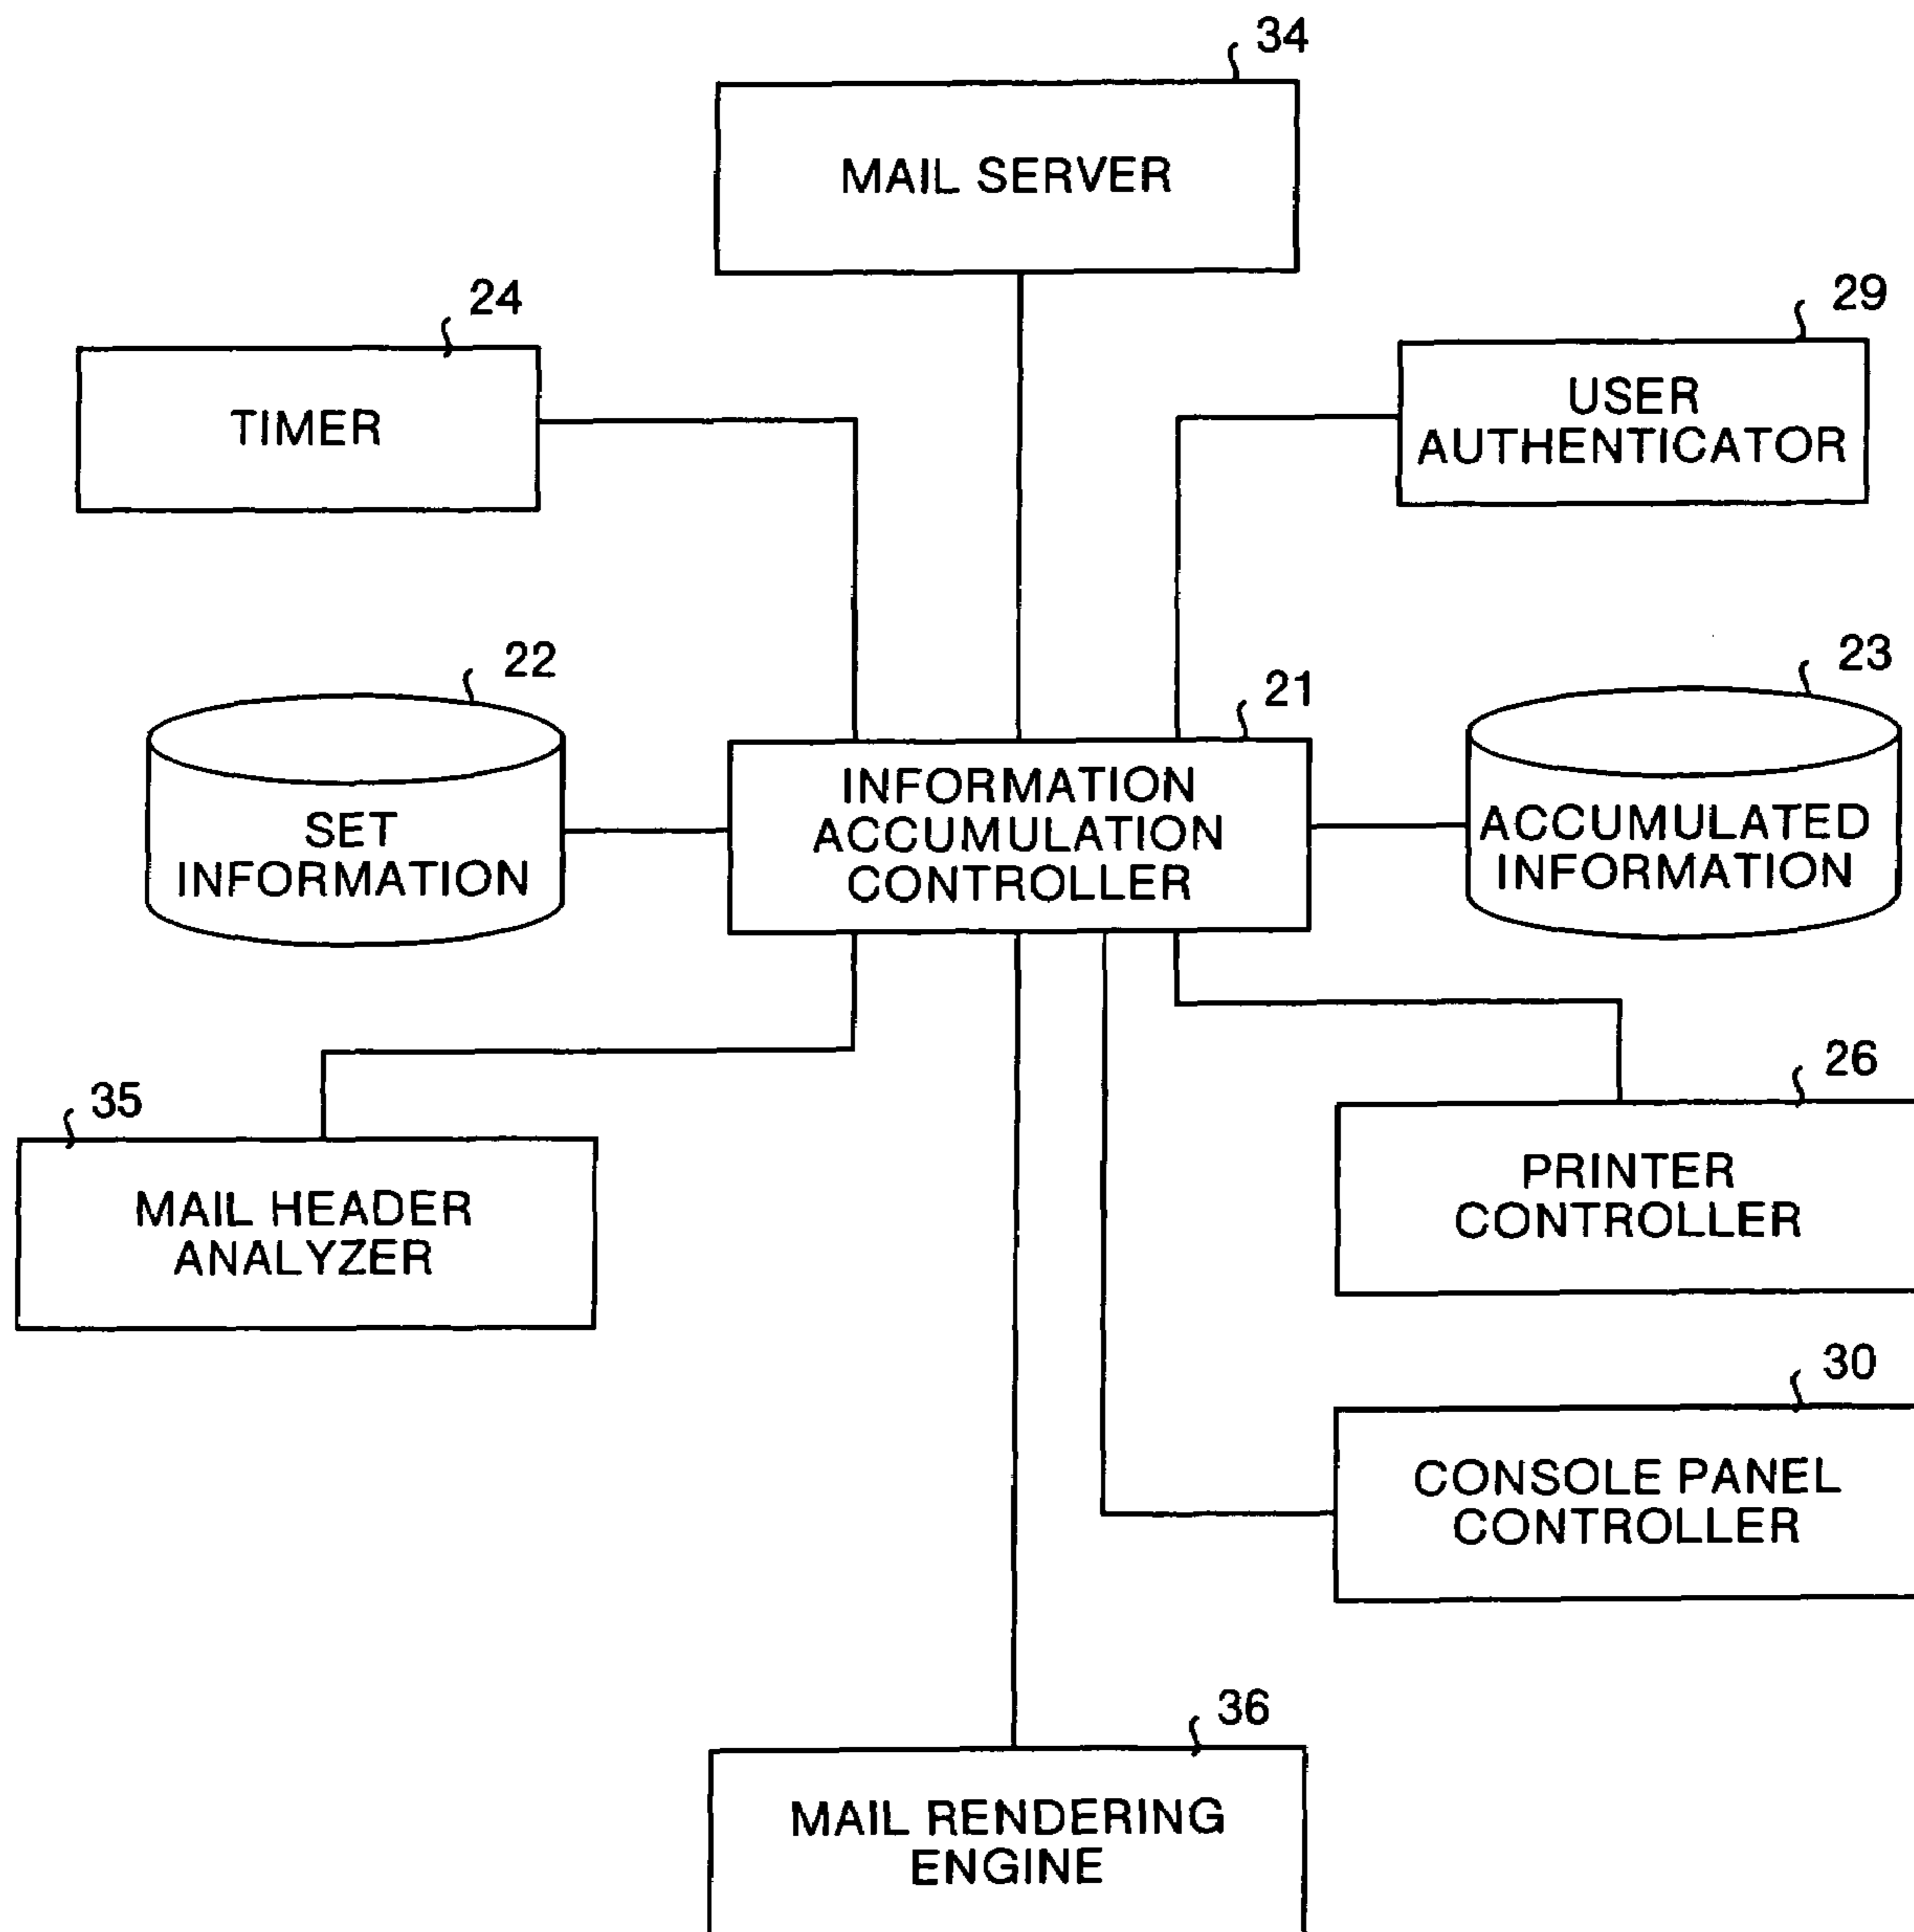 34
MAIL SERVER
24
TIMER
29
USER
AUTHENTICATOR
22
SET
INFORMATION
21
INFORMATION
ACCUMULATION
CONTROLLER
23
ACCUMULATED
INFORMATION
35
MAIL HEADER
ANALYZER
26
PRINTER
CONTROLLER
30
CONSOLE PANEL
CONTROLLER
36
MAIL RENDERING
ENGINE